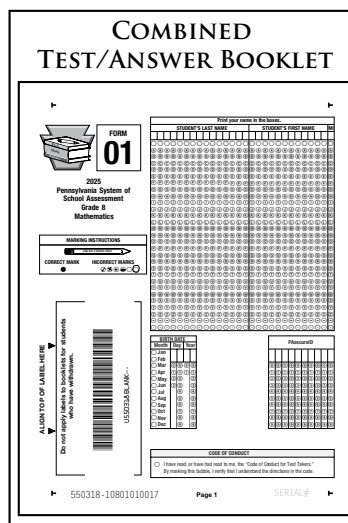 COMBINED
TEST/ANSWER BOOKLET
FORM
01
2025
Pennsylvania System of
School Assessment
Grade 8
Mathematics
MARKING INSTRUCTIONS
CORRECT MARK
INCORRECT MARKS
Print your name in the boxes.
STUDENT'S LAST NAME
STUDENT'S FIRST NAME
MI
ALIGN TOP OF LABEL HERE
Do not apply labels to booklets for students
who have withdrawn.
BIRTH DATE
Month Day Year
Jan
Feb
Mar
Apr
May
Jun
Jul
Aug
Sep
Oct
Nov
Dec
PAsecureID
CODE OF CONDUCT
I have read, or have had read to me, the "Code of Conduct for Test Takers."
By marking this bubble, I verify that I understand the directions in the code.
550318-10801010017
Page 1
SERIAL#